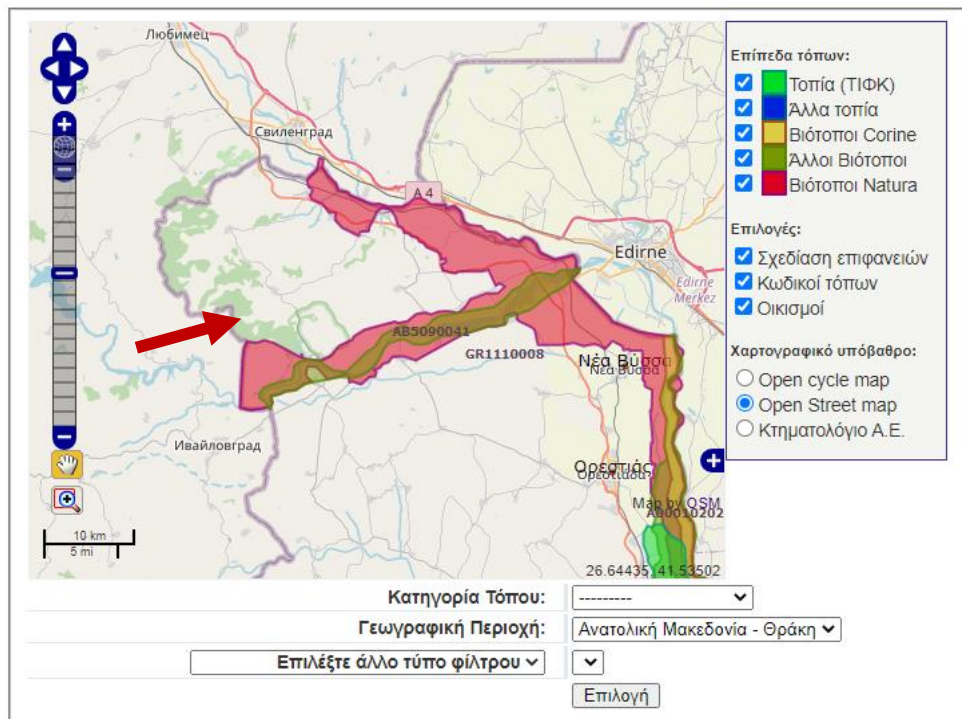 Любимец
Свиленград
A 4
Edirne
Edirne
Merkez
AB5090041
GR1110008
Νέα Βύσσα
Νέα Βύσσα
Ивайловград
Ορεστιάς
Ορεστιάδα
Map by OSM
AB0010202
10 km
5 mi
26.64435, 41.53502
Επίπεδα τόπων:
Τοπία (ΤΙΦΚ)
Άλλα τοπία
Βιότοποι Corine
Άλλοι Βιότοποι
Βιότοποι Natura
Επιλογές:
Σχεδίαση επιφανειών
Κωδικοί τόπων
Οικισμοί
Χαρτογραφικό υπόβαθρο:
Open cycle map
Open Street map
Κτηματολόγιο Α.Ε.
Κατηγορία Τόπου: ---------
Γεωγραφική Περιοχή: Ανατολική Μακεδονία - Θράκη
Επιλέξτε άλλο τύπο φίλτρου
Επιλογή